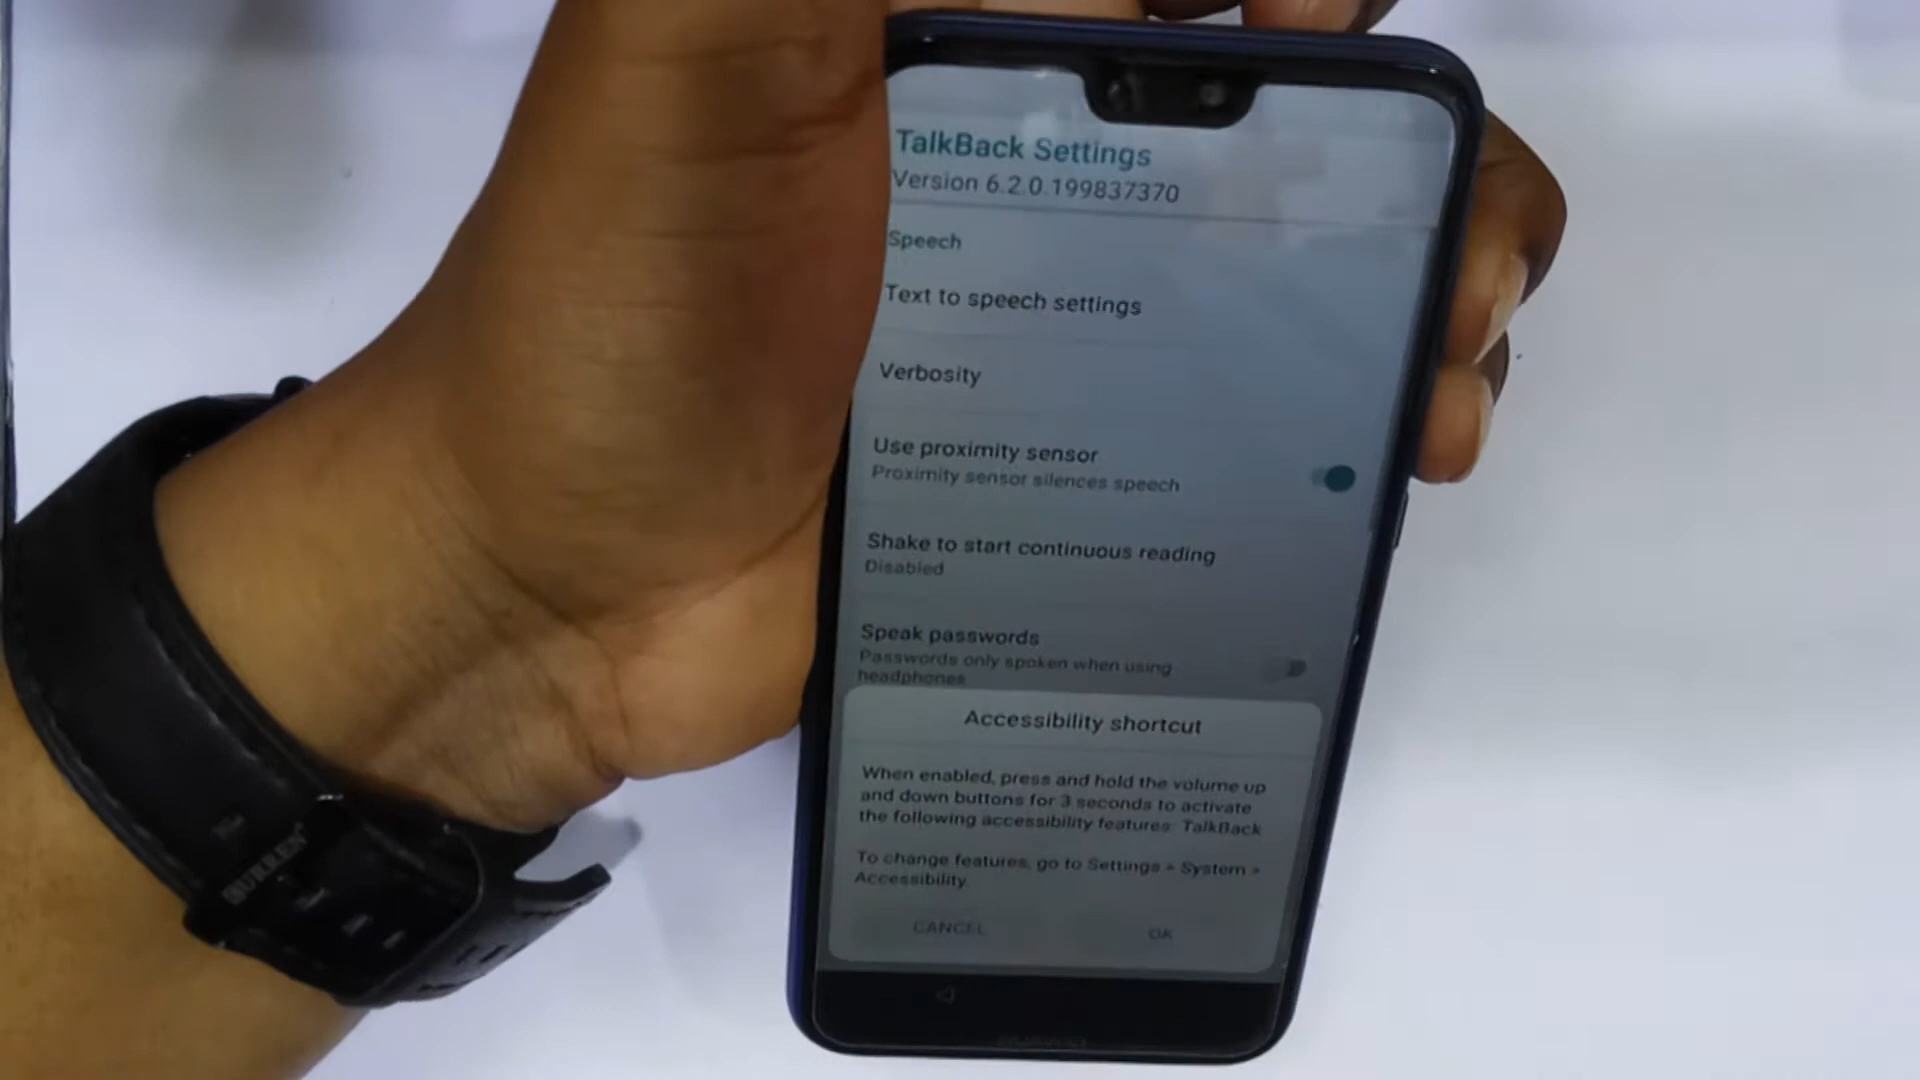 TalkBack Settings
Version 6.2.0.199837370
Speech
Text to speech settings
Verbosity
Use proximity sensor
Proximity sensor silences speech
Shake to start continuous reading
Disabled
Speak passwords
Passwords only spoken when using
headphones
Accessibility shortcut
When enabled, press and hold the volume up
and down buttons for 3 seconds to activate
the following accessibility features: TalkBack
To change features, go to Settings > System >
Accessibility.
CANCEL
OK